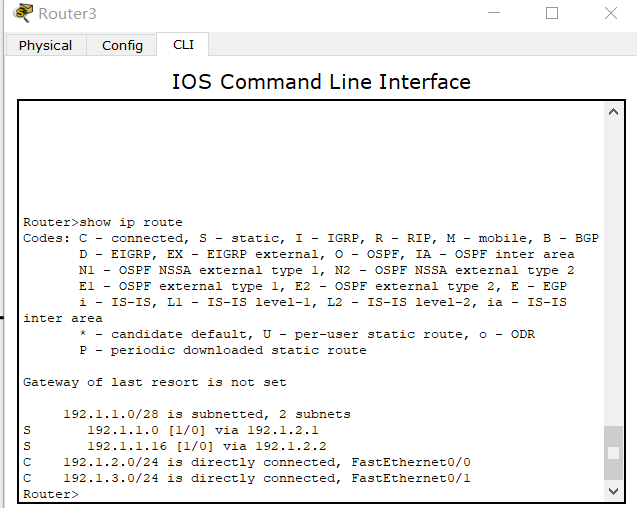 Router3
Physical Config CLI
IOS Command Line Interface
Router>show ip route
Codes: C - connected, S - static, I - IGRP, R - RIP, M - mobile, B - BGP
       D - EIGRP, EX - EIGRP external, O - OSPF, IA - OSPF inter area
       N1 - OSPF NSSA external type 1, N2 - OSPF NSSA external type 2
       E1 - OSPF external type 1, E2 - OSPF external type 2, E - EGP
       i - IS-IS, L1 - IS-IS level-1, L2 - IS-IS level-2, ia - IS-IS
inter area
       * - candidate default, U - per-user static route, o - ODR
       P - periodic downloaded static route
Gateway of last resort is not set
     192.1.1.0/28 is subnetted, 2 subnets
S       192.1.1.0 [1/0] via 192.1.2.1
S       192.1.1.16 [1/0] via 192.1.2.2
C    192.1.2.0/24 is directly connected, FastEthernet0/0
C    192.1.3.0/24 is directly connected, FastEthernet0/1
Router>